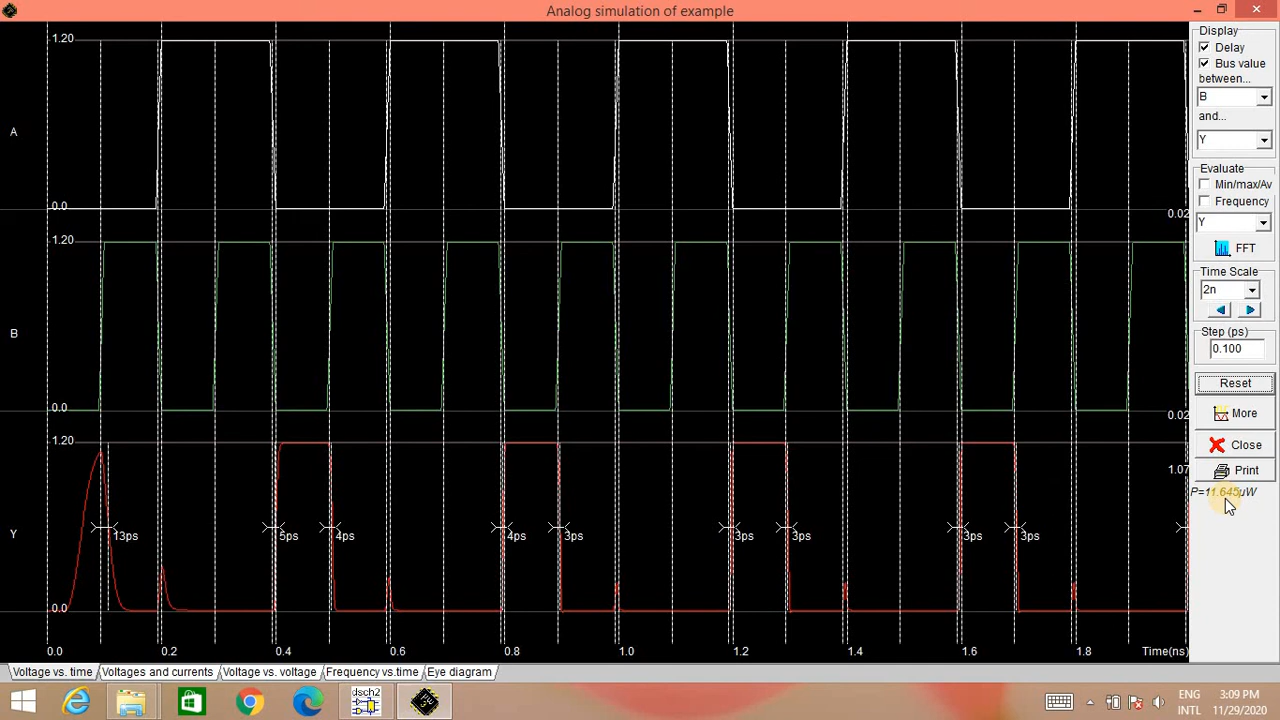 Analog simulation of example
1.20
A
0.0
0.02
1.20
B
0.0
0.02
1.20
1.07
Y
13ps
5ps
4ps
4ps
3ps
3ps
3ps
3ps
3ps
0.0
0.0
0.2
0.4
0.6
0.8
1.0
1.2
1.4
1.6
1.8
Time(ns)
Display
Delay
Bus value
between...
B
and...
Y
Evaluate
Min/max/Av
Frequency
Y
FFT
Time Scale
2n
Step (ps)
0.100
Reset
More
Close
Print
P=11.645µW
Voltage vs. time
Voltages and currents
Voltage vs. voltage
Frequency vs.time
Eye diagram
dsch2
ENG
INTL
3:09 PM
11/29/2020